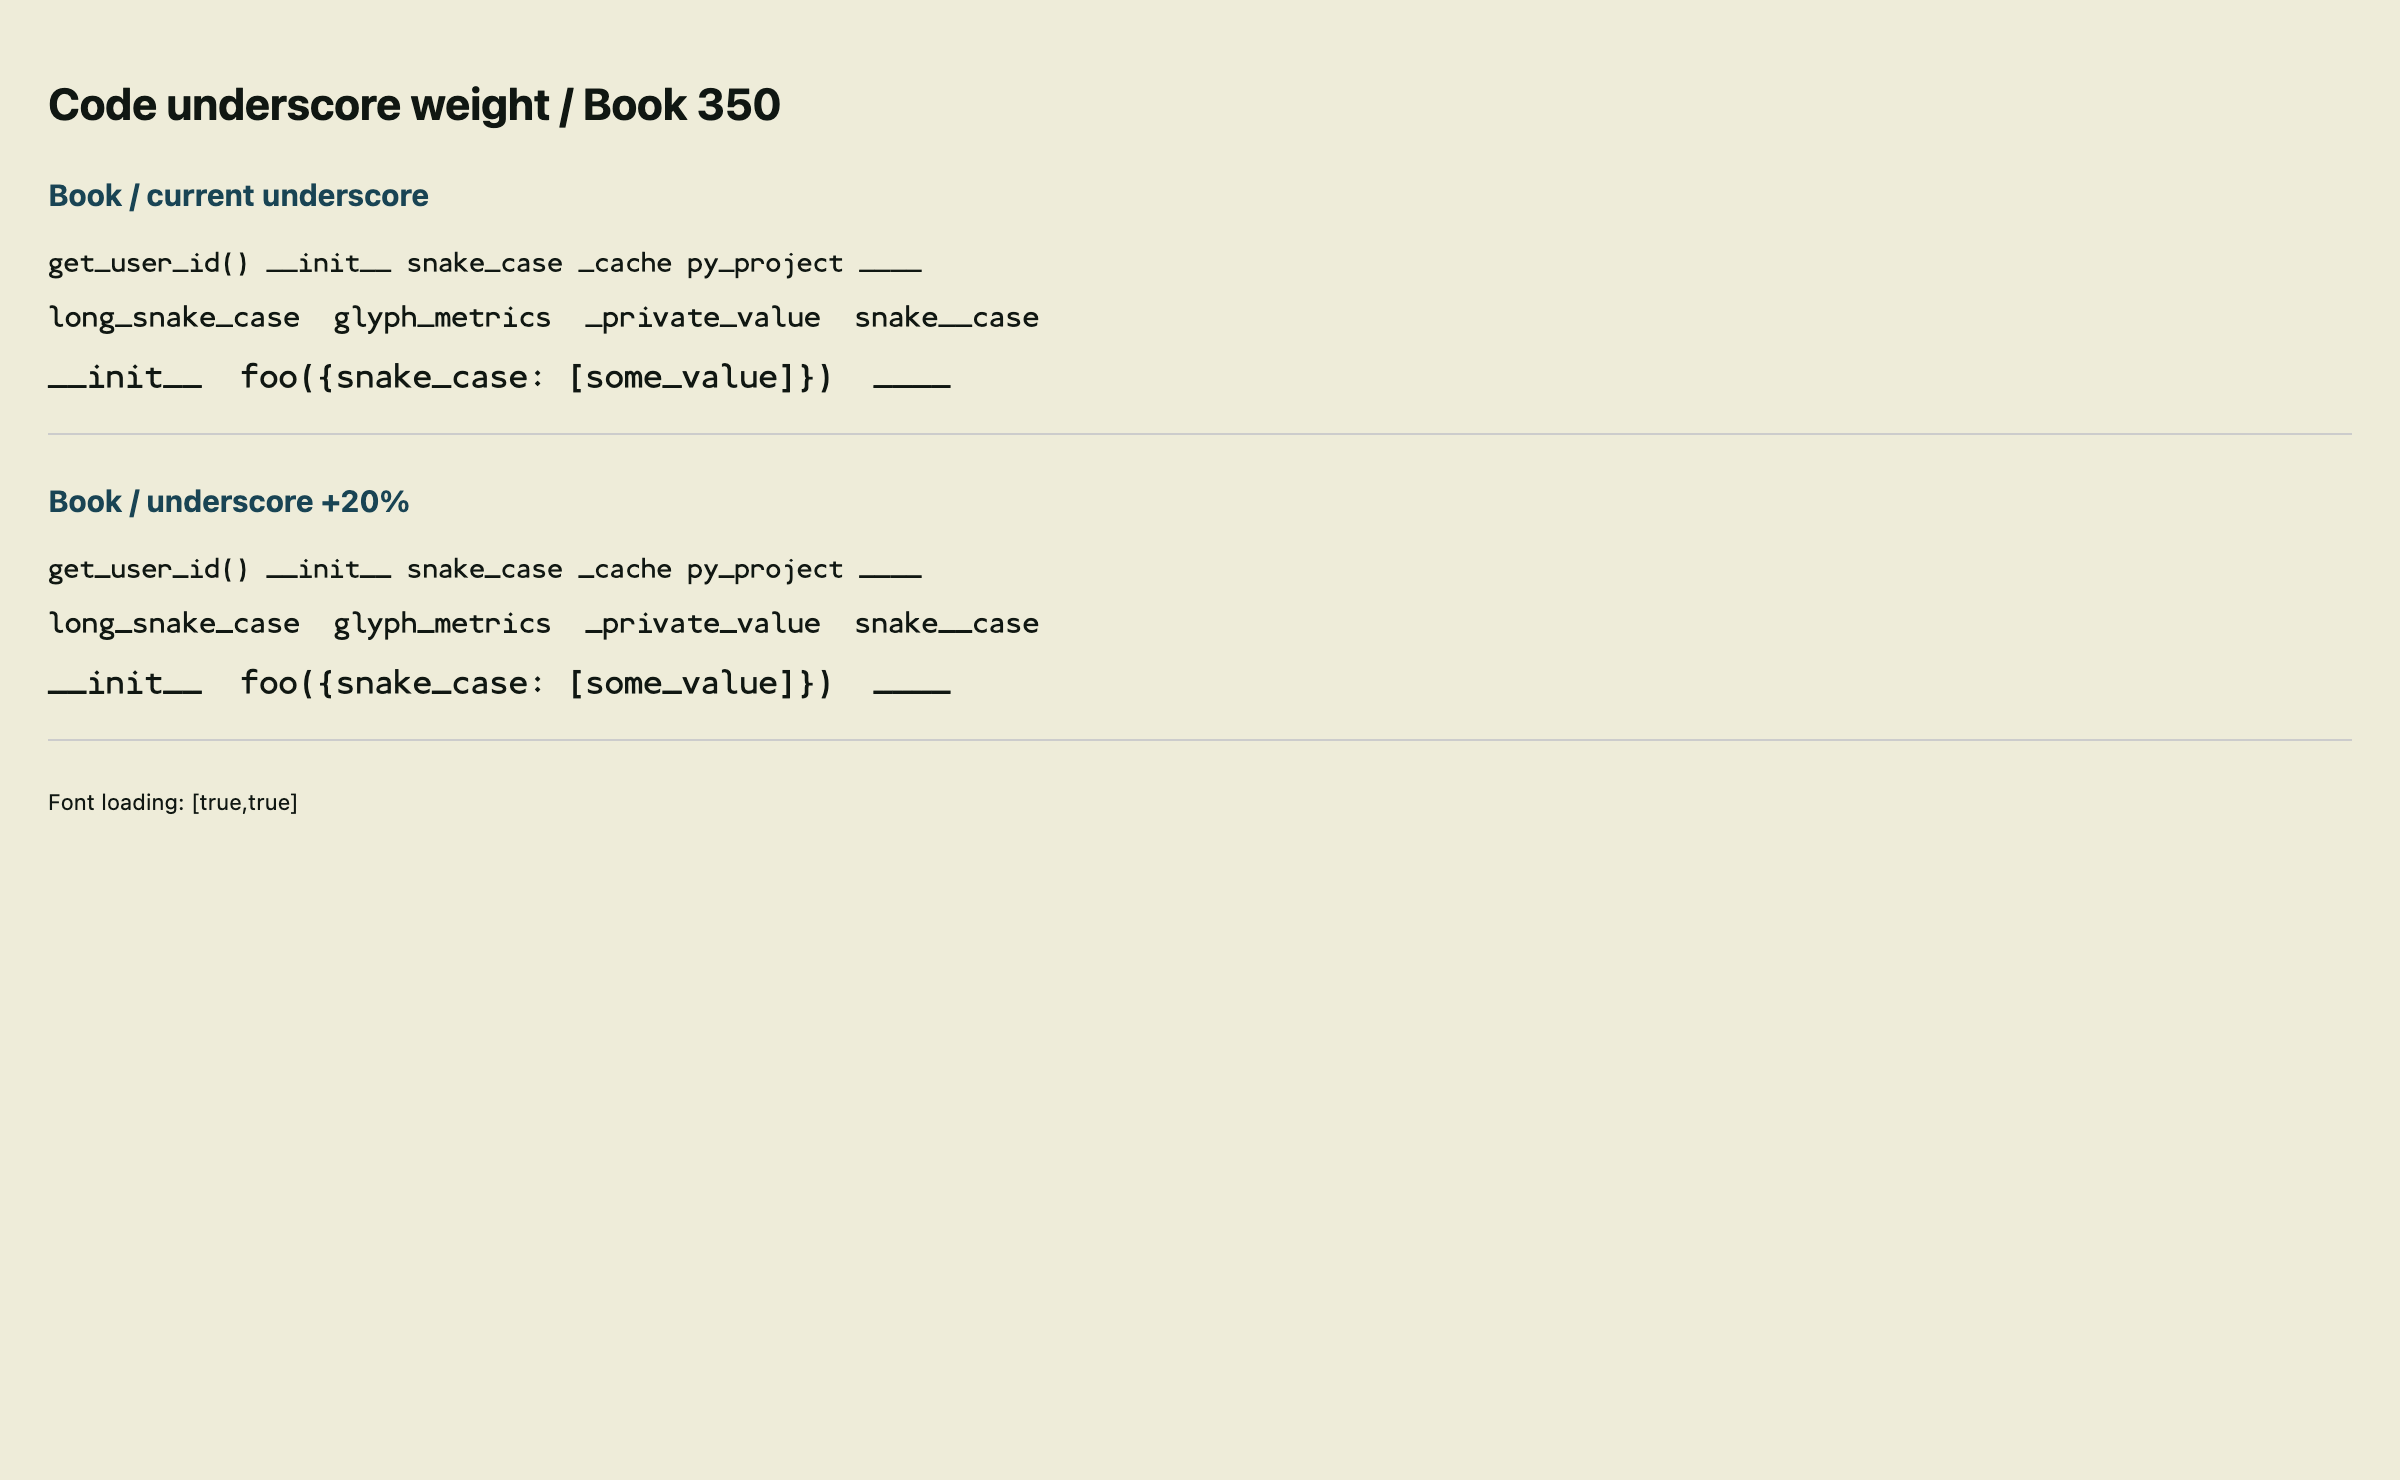 Code underscore weight / Book 350
Book / current underscore
get_user_id() __init__ snake_case _cache py_project ____
long_snake_case  glyph_metrics  _private_value  snake__case
__init__  foo({snake_case: [some_value]})  ____
Book / underscore +20%
get_user_id() __init__ snake_case _cache py_project ____
long_snake_case  glyph_metrics  _private_value  snake__case
__init__  foo({snake_case: [some_value]})  ____
Font loading: [true,true]